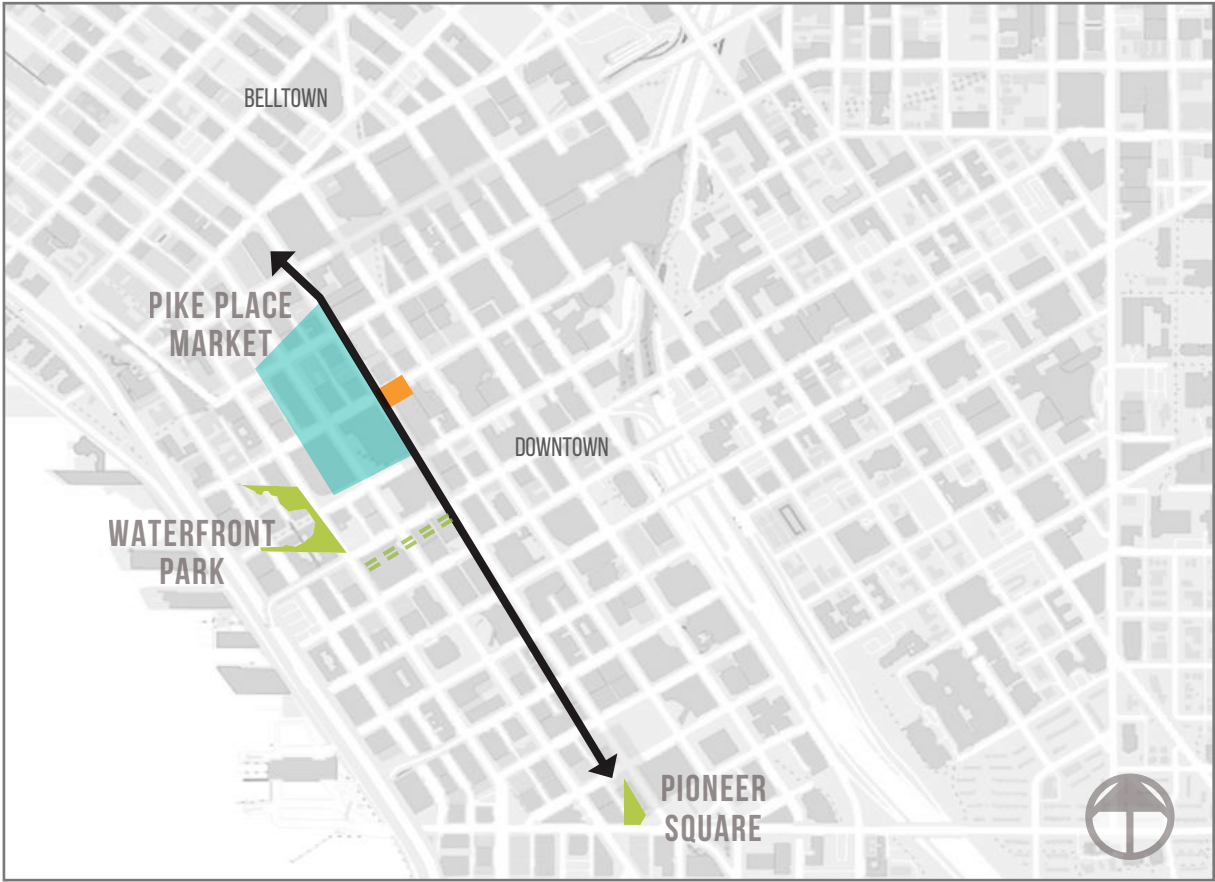 BELLTOWN
PIKE PLACE
MARKET
DOWNTOWN
WATERFRONT
PARK
PIONEER
SQUARE